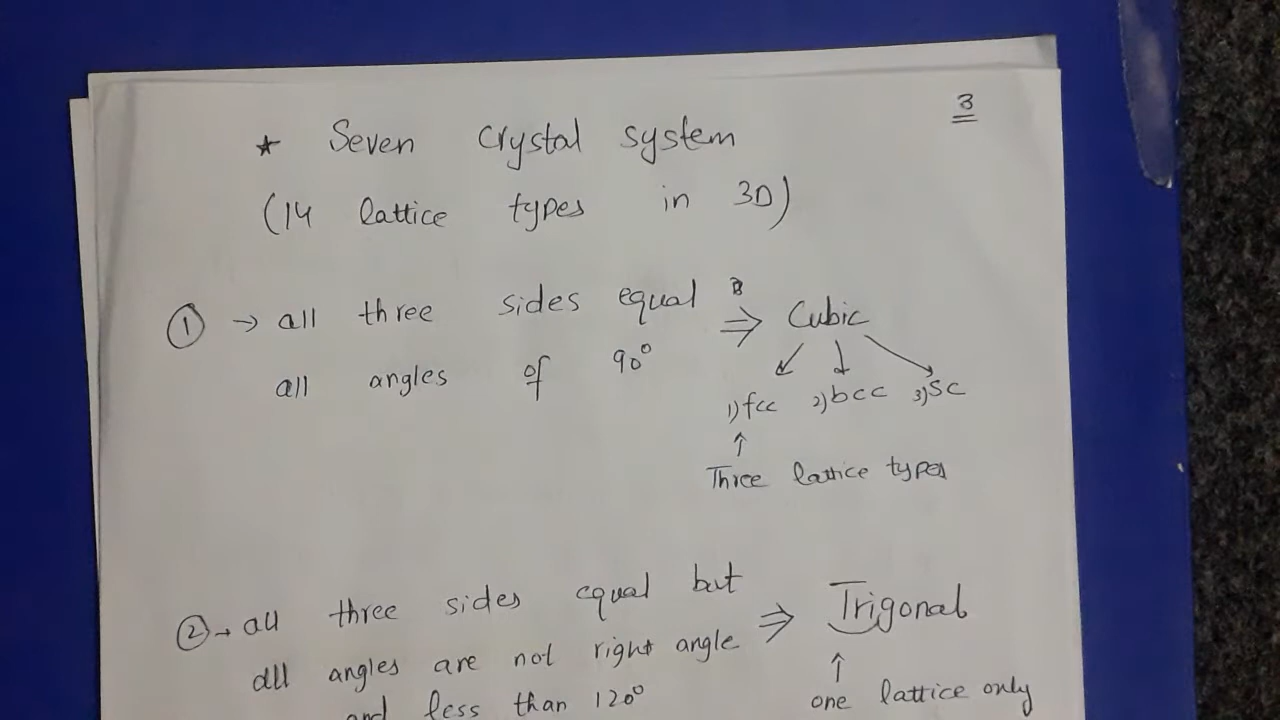 3
* Seven crystal system
(14 lattice types in 3D)
① → all three sides equal ⇒ Cubic
all angles of 90°
1) fcc 2) bcc 3) sc
↑
Three lattice types
② → all three sides equal but ⇒ Trigonal
all angles are not right angle
↑
and less than 120°
one lattice only